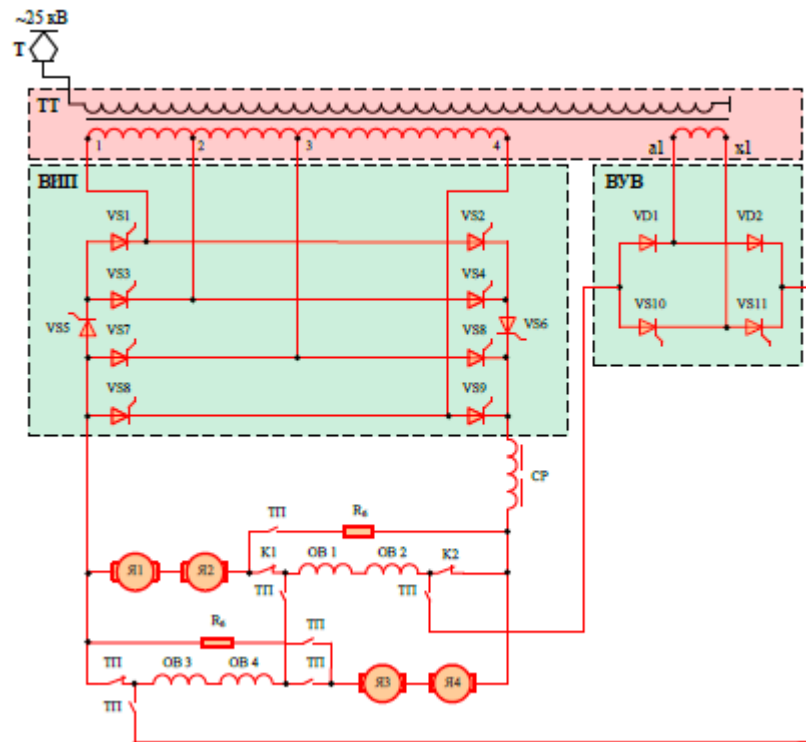 ~25 кВ
Т
ТТ
1 2 3 4 a1 x1
ВИП ВУВ
VS1 VS2 VD1 VD2
VS3 VS4
VS5 VS6 VS10 VS11
VS7 VS8
VS8 VS9
СР
ТП Rб
К1 ОВ 1 ОВ 2 К2
Я1 Я2
ТП ТП
Rб ТП
ТП ОВ 3 ОВ 4 ТП
Я3 Я4
ТП